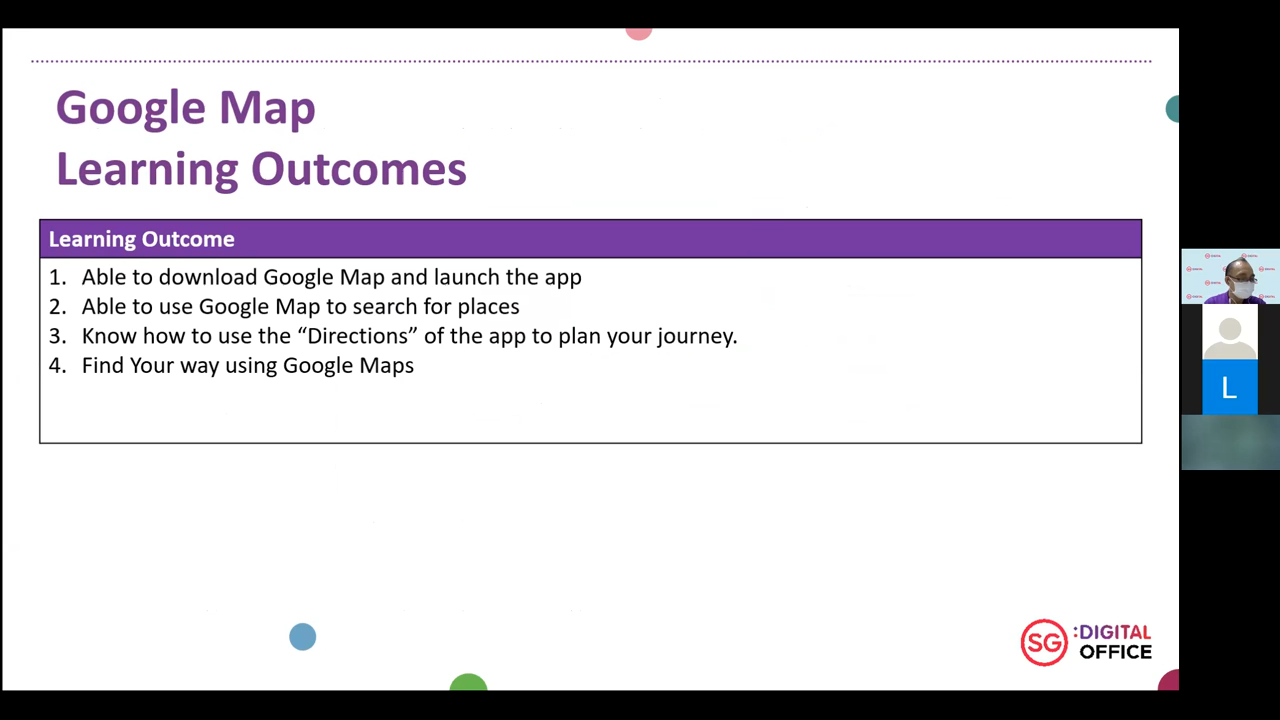 Google Map
Learning Outcomes
Learning Outcome
1. Able to download Google Map and launch the app
2. Able to use Google Map to search for places
3. Know how to use the “Directions” of the app to plan your journey.
4. Find Your way using Google Maps
SG :DIGITAL
OFFICE
L